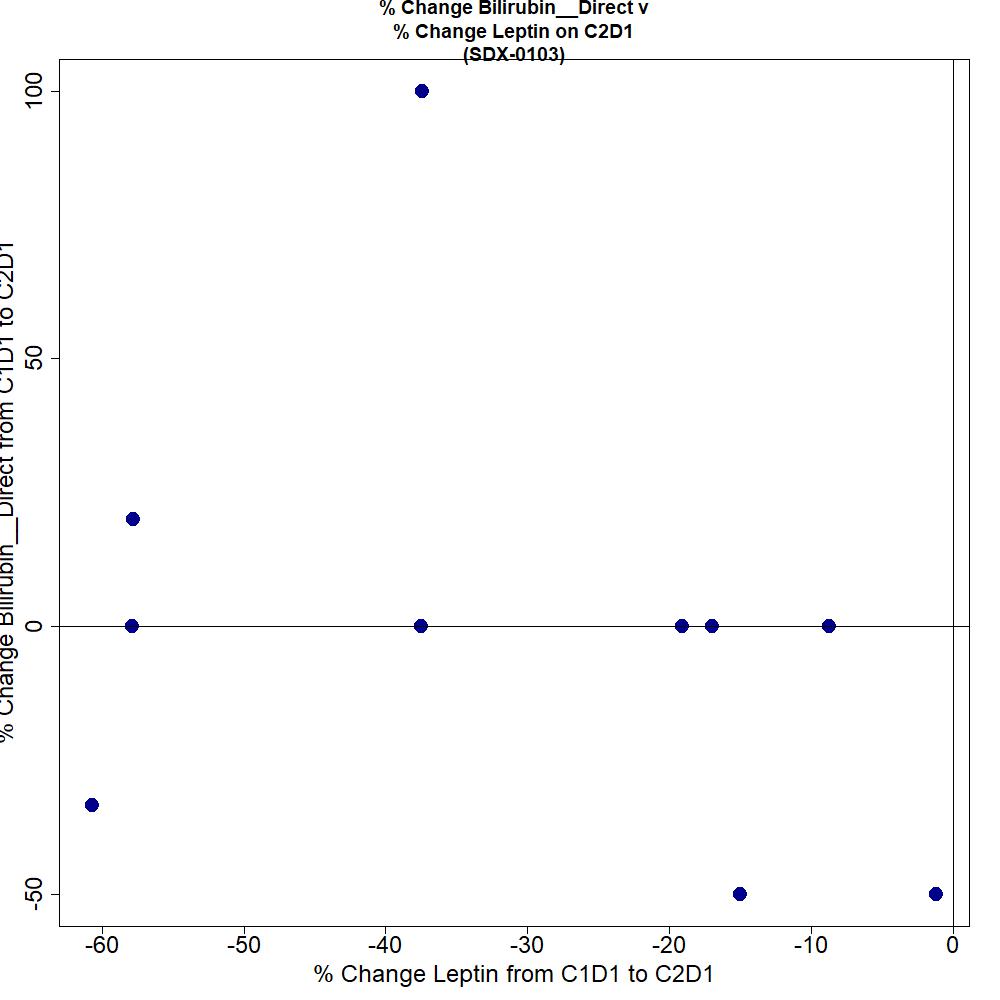 % Change Bilirubin__Direct v
% Change Leptin on C2D1
(SDX-0103)
% Change Bilirubin__Direct from C1D1 to C2D1
100
50
0
-50
-60
-50
-40
-30
-20
-10
0
% Change Leptin from C1D1 to C2D1